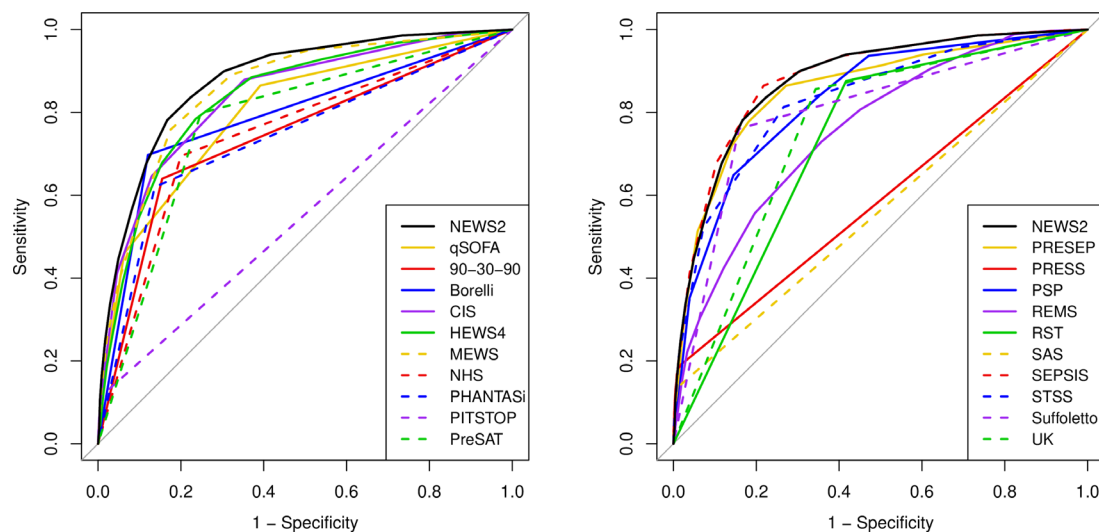 1.0
0.8
0.6
0.4
0.2
0.0
Sensitivity
0.0 0.2 0.4 0.6 0.8 1.0
1 − Specificity
NEWS2
qSOFA
90−30−90
Borelli
CIS
HEWS4
MEWS
NHS
PHANTASi
PITSTOP
PreSAT
1.0
0.8
0.6
0.4
0.2
0.0
Sensitivity
0.0 0.2 0.4 0.6 0.8 1.0
1 − Specificity
NEWS2
PRESEP
PRESS
PSP
REMS
RST
SAS
SEPSIS
STSS
Suffoletto
UK